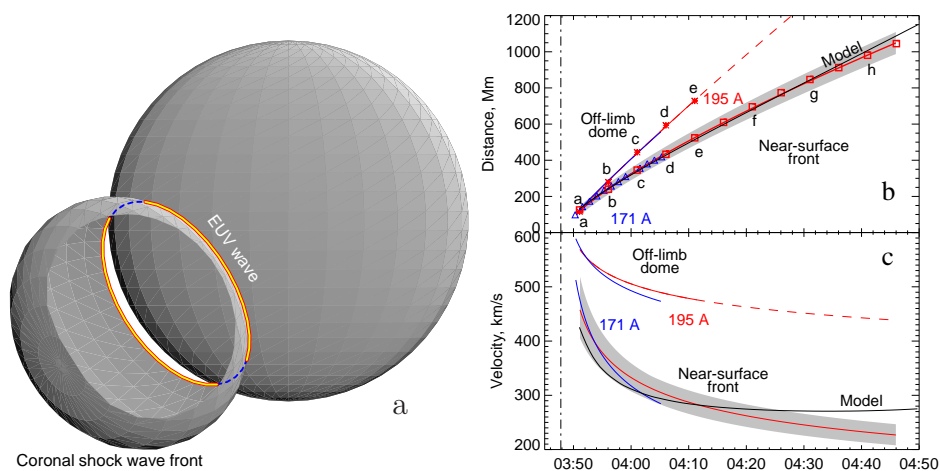 EUV wave
a
Coronal shock wave front
1200
1000
800
600
400
200
0
Distance, Mm
Model
e
195 A
h
Off-limb
dome
d
g
c
f
Near-surface
front
e
d
a
c
b
b
a
171 A
600
500
400
300
200
Velocity, km/s
c
Off-limb
dome
171 A
195 A
Near-surface
front
Model
03:50
04:00
04:10
04:20
04:30
04:40
04:50